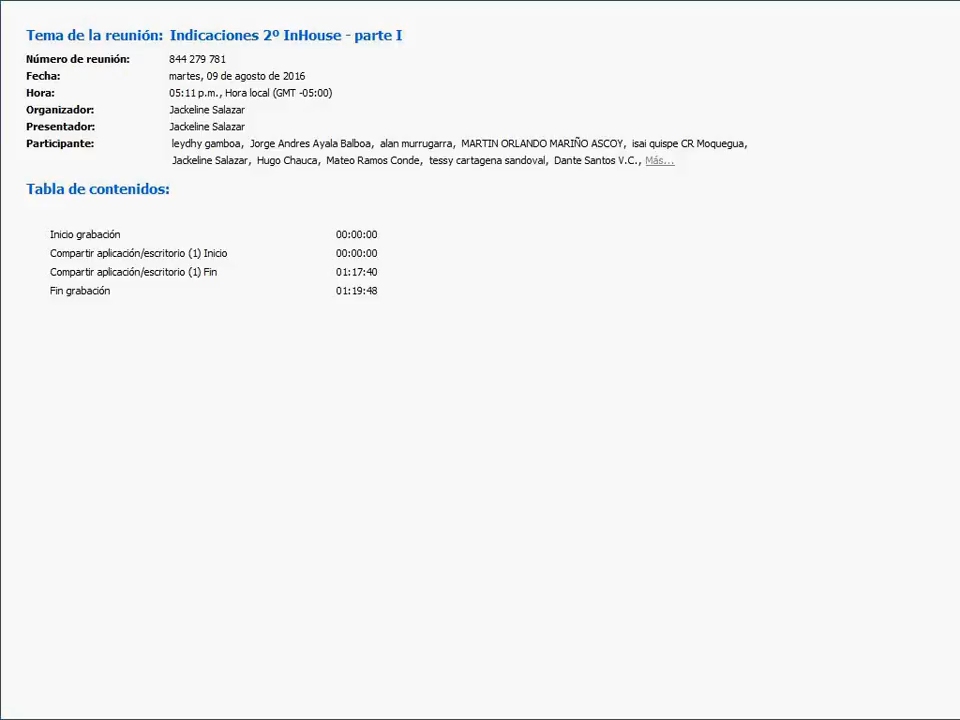 Tema de la reunión: Indicaciones 2º InHouse - parte I
Número de reunión: 844 279 781
Fecha: martes, 09 de agosto de 2016
Hora: 05:11 p.m., Hora local (GMT -05:00)
Organizador: Jackeline Salazar
Presentador: Jackeline Salazar
Participante: leydhy gamboa, Jorge Andres Ayala Balboa, alan murrugarra, MARTIN ORLANDO MARIÑO ASCOY, isai quispe CR Moquegua,
Jackeline Salazar, Hugo Chauca, Mateo Ramos Conde, tessy cartagena sandoval, Dante Santos V.C., Más...
Tabla de contenidos:
Inicio grabación 00:00:00
Compartir aplicación/escritorio (1) Inicio 00:00:00
Compartir aplicación/escritorio (1) Fin 01:17:40
Fin grabación 01:19:48